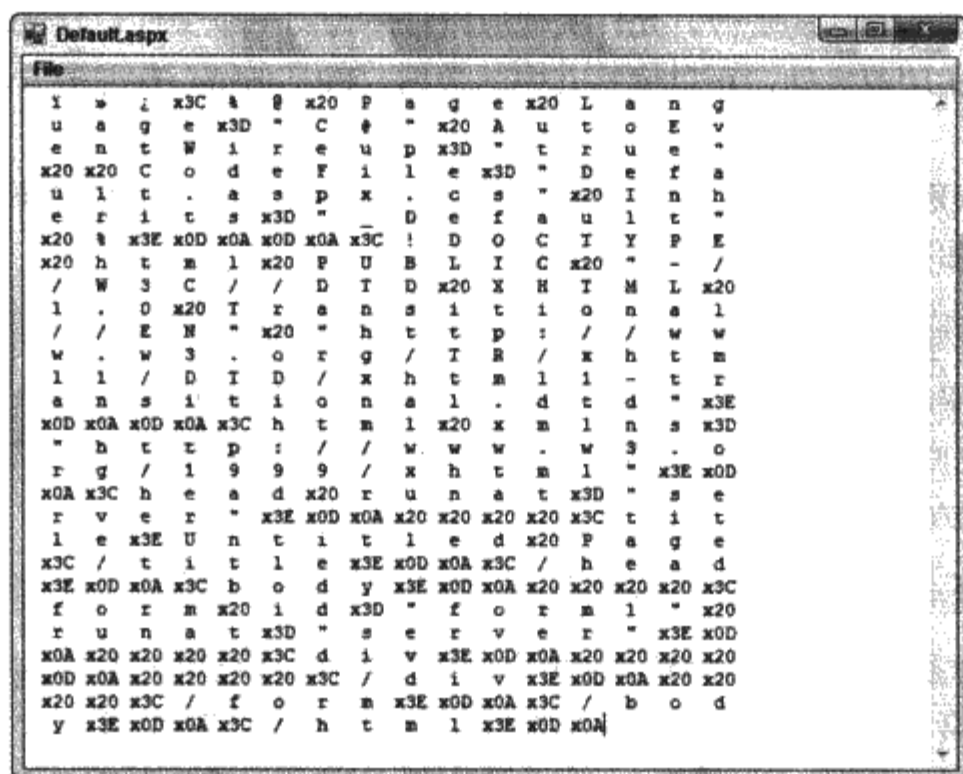 Default.aspx
File
ï » ¿ x3C % @ x20 P a g e x20 L a n g
u a g e x3D " C # " x20 A u t o E v
e n t W i r e u p x3D " t r u e "
x20 x20 C o d e F i l e x3D " D e f a
u l t . a s p x . c s " x20 I n h
e r i t s x3D " _ D e f a u l t "
x20 % x3E x0D x0A x0D x0A x3C ! D O C T Y P E
x20 h t m l x20 P U B L I C x20 " - /
/ W 3 C / / D T D x20 X H T M L x20
1 . 0 x20 T r a n s i t i o n a l
/ / E N " x20 " h t t p : / / w w
w . w 3 . o r g / T R / x h t m
l 1 / D T D / x h t m l 1 - t r
a n s i t i o n a l . d t d " x3E
x0D x0A x0D x0A x3C h t m l x20 x m l n s x3D
" h t t p : / / w w w . w 3 . o
r g / 1 9 9 9 / x h t m l " x3E x0D
x0A x3C h e a d x20 r u n a t x3D " s e
r v e r " x3E x0D x0A x20 x20 x20 x20 x3C t i t
l e x3E U n t i t l e d x20 P a g e
x3C / t i t l e x3E x0D x0A x3C / h e a d
x3E x0D x0A x3C b o d y x3E x0D x0A x20 x20 x20 x20 x3C
f o r m x20 i d x3D " f o r m 1 " x20
r u n a t x3D " s e r v e r " x3E x0D
x0A x20 x20 x20 x20 x3C d i v x3E x0D x0A x20 x20 x20 x20
x0D x0A x20 x20 x20 x20 x3C / d i v x3E x0D x0A x20 x20
x20 x20 x3C / f o r m x3E x0D x0A x3C / b o d
y x3E x0D x0A x3C / h t m l x3E x0D x0A